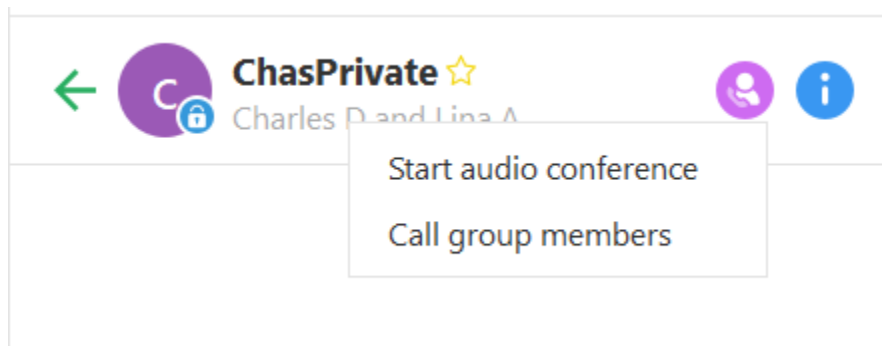 C
ChasPrivate
Charles D and Lina A
Start audio conference
Call group members